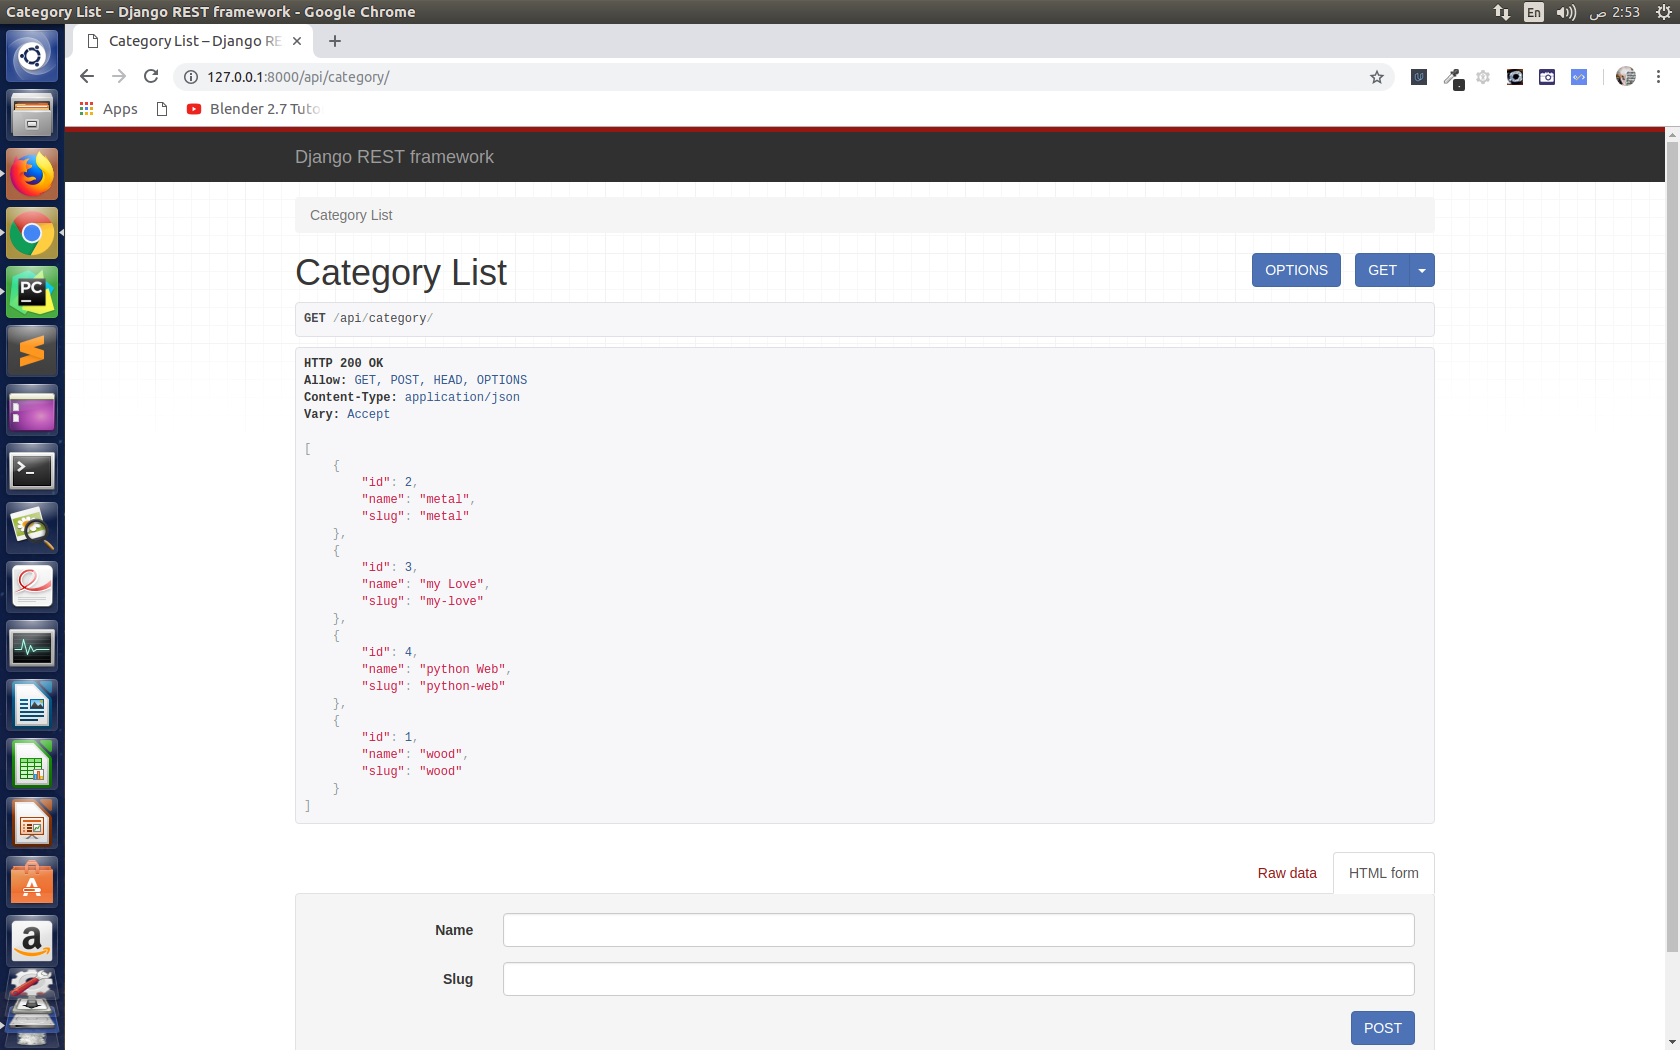 Category List – Django REST framework - Google Chrome
En
2:53 ص
Category List – Django RE
127.0.0.1:8000/api/category/
Apps
Blender 2.7 Tuto
Django REST framework
Category List
Category List
OPTIONS
GET
GET /api/category/
HTTP 200 OK
Allow: GET, POST, HEAD, OPTIONS
Content-Type: application/json
Vary: Accept
[
    {
        "id": 2,
        "name": "metal",
        "slug": "metal"
    },
    {
        "id": 3,
        "name": "my Love",
        "slug": "my-love"
    },
    {
        "id": 4,
        "name": "python Web",
        "slug": "python-web"
    },
    {
        "id": 1,
        "name": "wood",
        "slug": "wood"
    }
]
Raw data
HTML form
Name
Slug
POST
PC